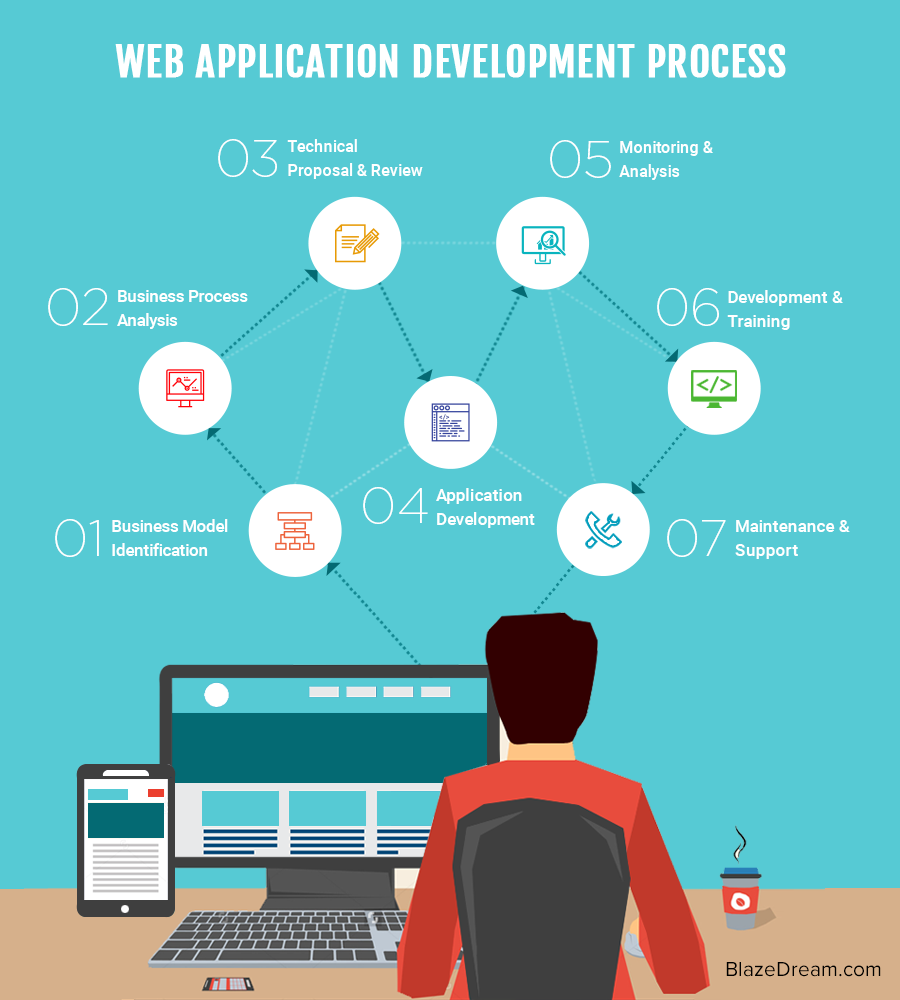 WEB APPLICATION DEVELOPMENT PROCESS
03 Technical
Proposal & Review
05 Monitoring &
Analysis
02 Business Process
Analysis
06 Development &
Training
</>
</>
04 Application
Development
01 Business Model
Identification
07 Maintenance &
Support
BlazeDream.com